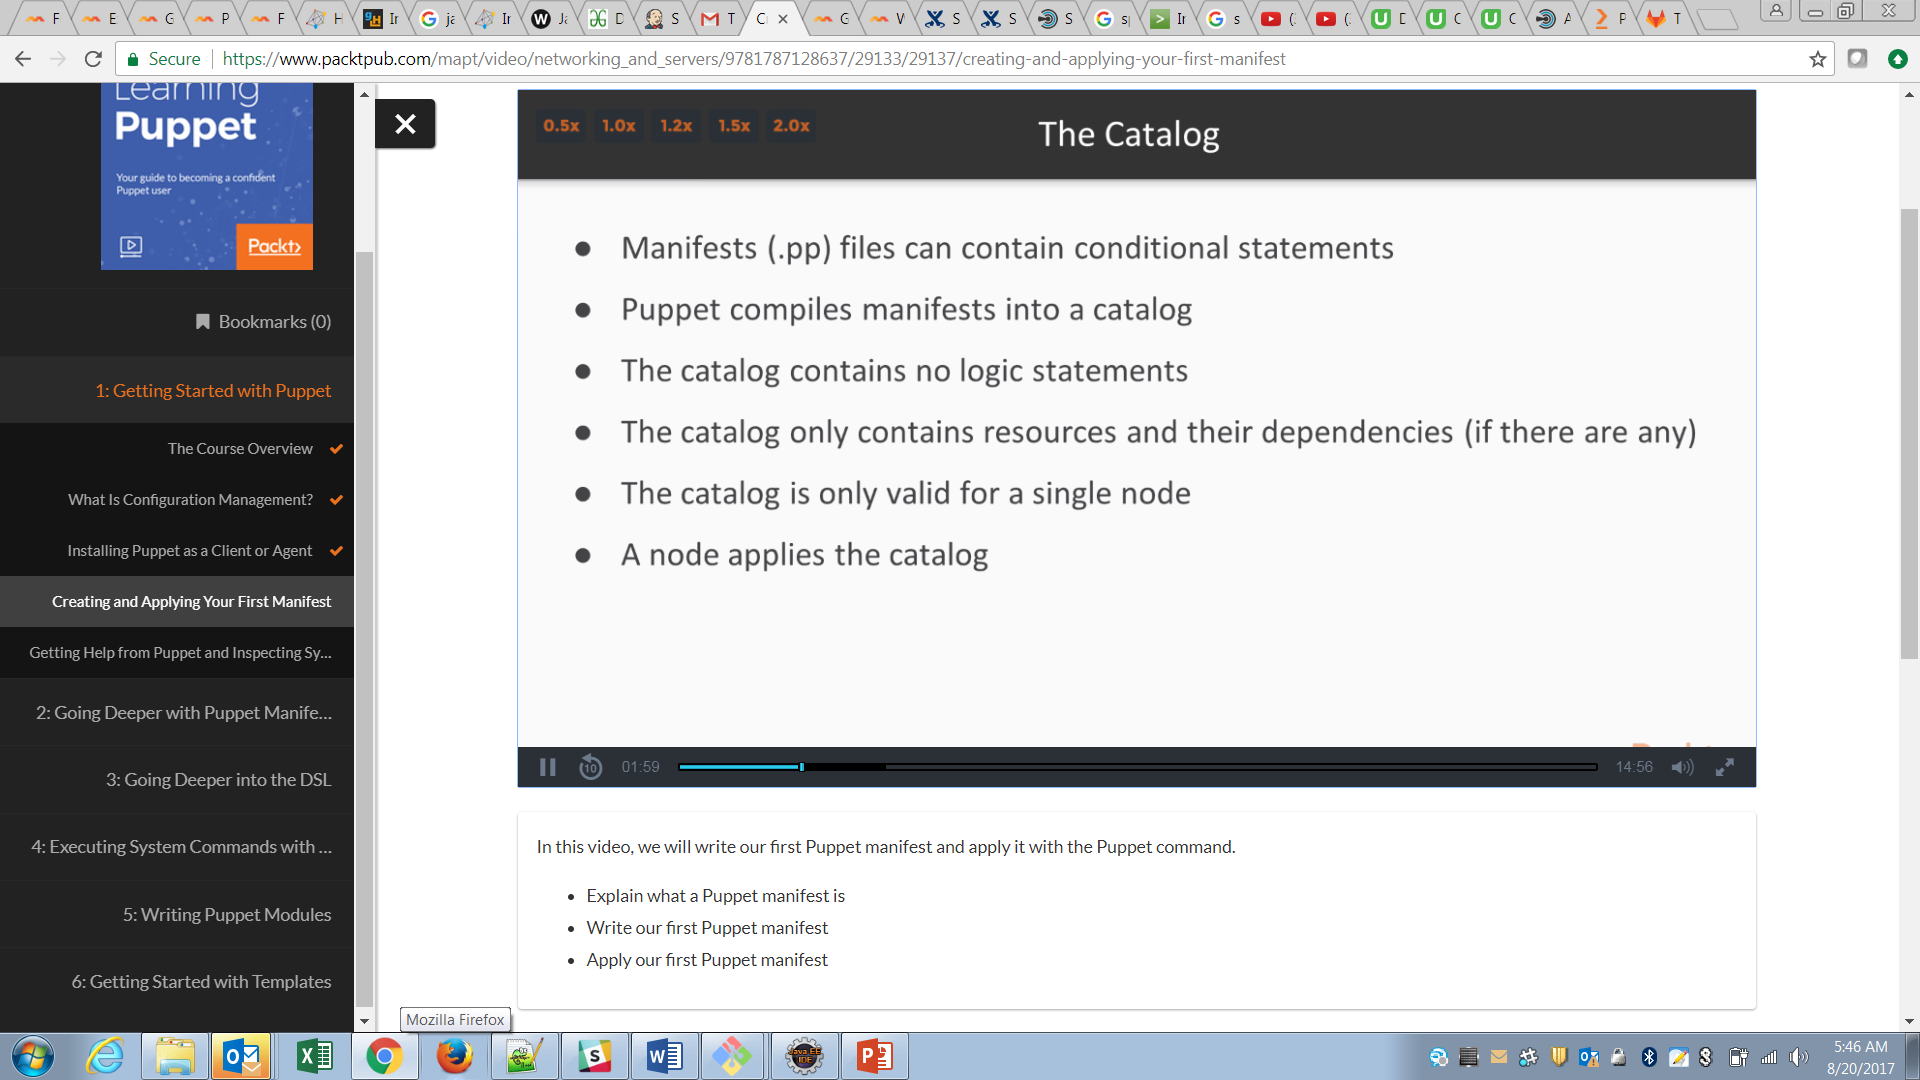 Secure
https://www.packtpub.com/mapt/video/networking_and_servers/9781787128637/29133/29137/creating-and-applying-your-first-manifest
Learning
Puppet
Your guide to becoming a confident
Puppet user
Packt>
Bookmarks (0)
1: Getting Started with Puppet
The Course Overview
What Is Configuration Management?
Installing Puppet as a Client or Agent
Creating and Applying Your First Manifest
Getting Help from Puppet and Inspecting Sy...
2: Going Deeper with Puppet Manife...
3: Going Deeper into the DSL
4: Executing System Commands with ...
5: Writing Puppet Modules
6: Getting Started with Templates
0.5x 1.0x 1.2x 1.5x 2.0x
The Catalog
Manifests (.pp) files can contain conditional statements
Puppet compiles manifests into a catalog
The catalog contains no logic statements
The catalog only contains resources and their dependencies (if there are any)
The catalog is only valid for a single node
A node applies the catalog
10
01:59
14:56
In this video, we will write our first Puppet manifest and apply it with the Puppet command.
Explain what a Puppet manifest is
Write our first Puppet manifest
Apply our first Puppet manifest
Mozilla Firefox
5:46 AM
8/20/2017